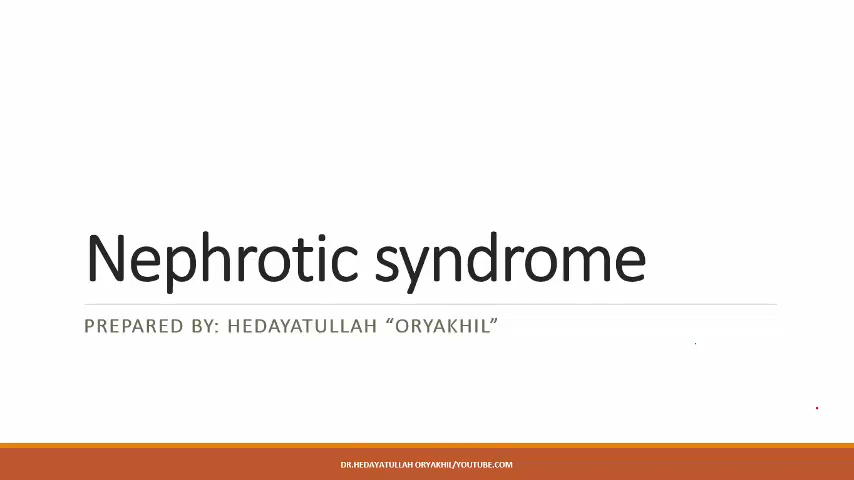 Nephrotic syndrome
PREPARED BY: HEDAYATULLAH “ORYAKHIL”
DR.HEDAYATULLAH ORYAKHIL/YOUTUBE.COM